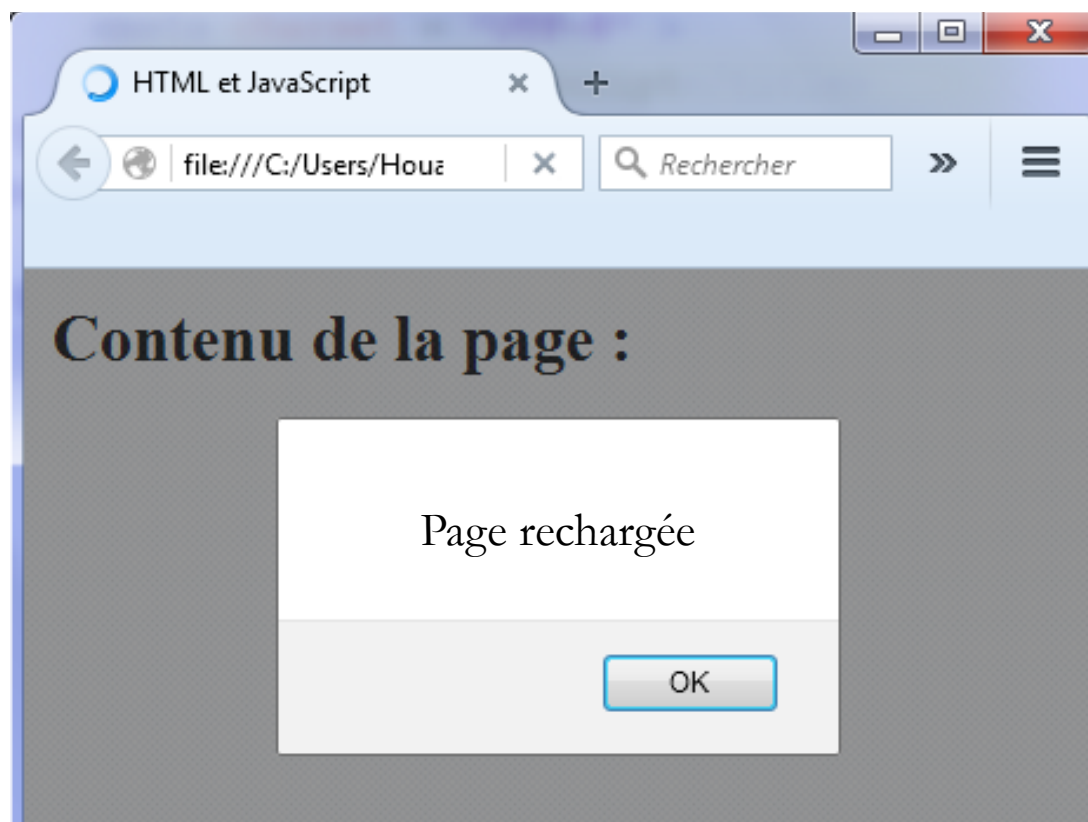 HTML et JavaScript
file:///C:/Users/Houa
Rechercher
Contenu de la page :
Page rechargée
OK